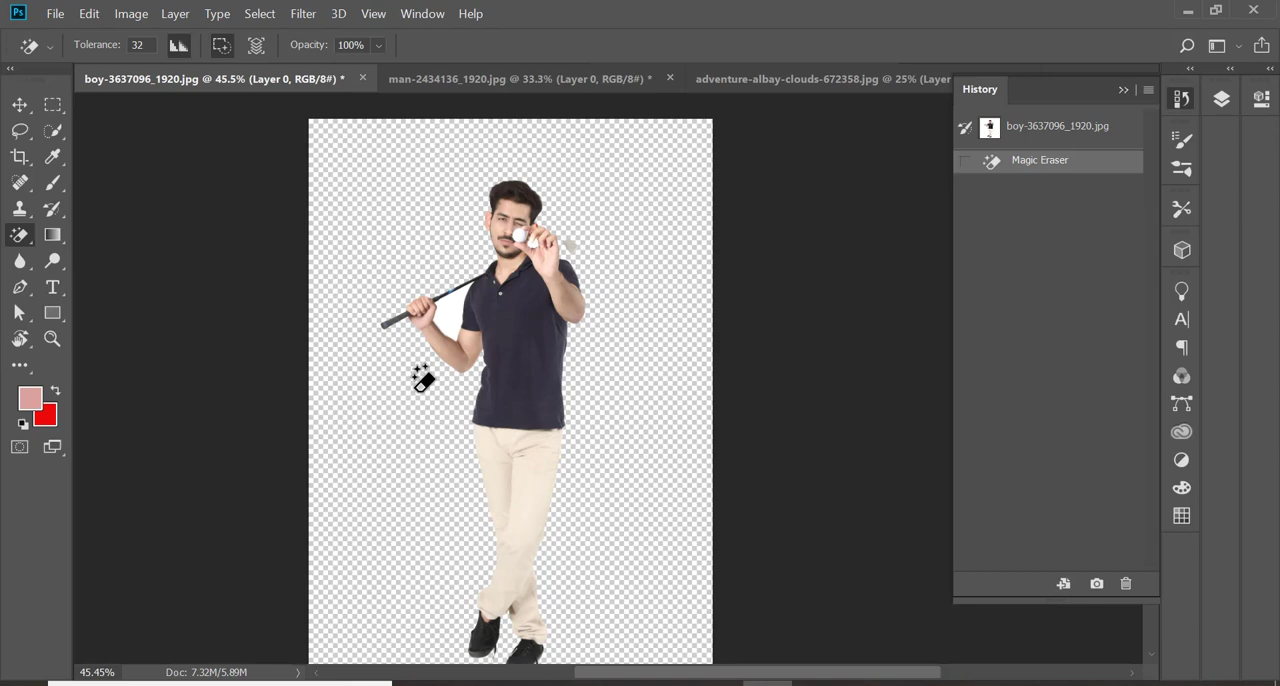 Ps File Edit Image Layer Type Select Filter 3D View Window Help
Tolerance: 32 Opacity: 100%
boy-3637096_1920.jpg @ 45.5% (Layer 0, RGB/8#) * man-2434136_1920.jpg @ 33.3% (Layer 0, RGB/8#) * adventure-albay-clouds-672358.jpg @ 25% (Layer
History
boy-3637096_1920.jpg
Magic Eraser
45.45% Doc: 7.32M/5.89M